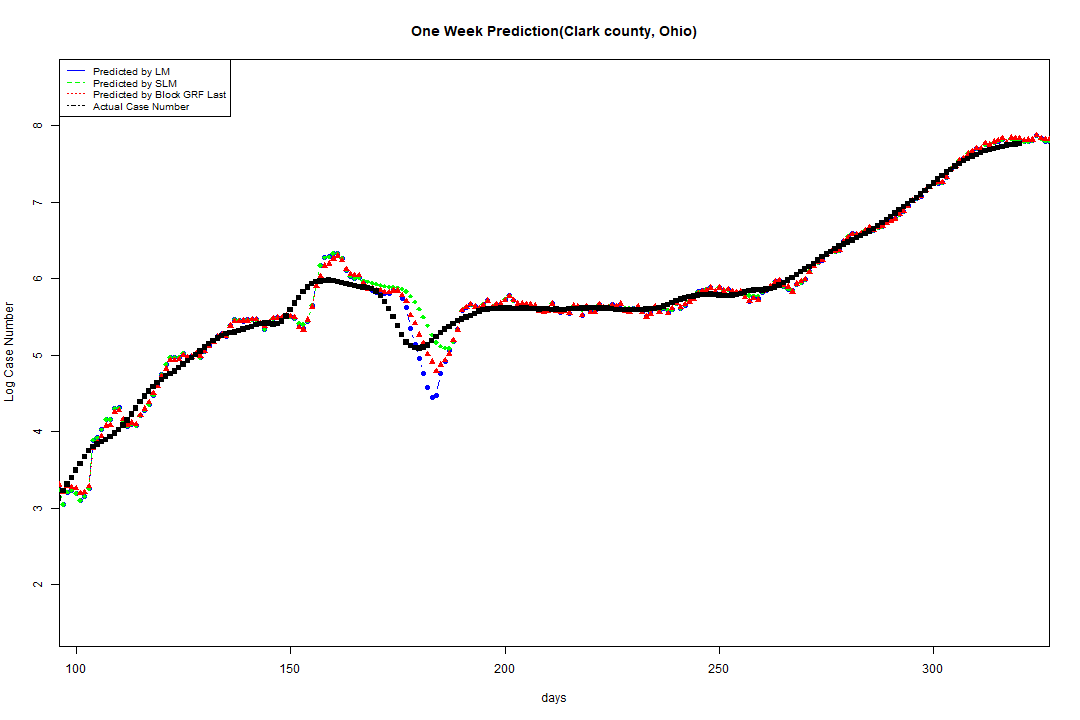 One Week Prediction(Clark county, Ohio)
Predicted by LM
Predicted by SLM
Predicted by Block GRF Last
Actual Case Number
8
7
6
5
4
3
2
Log Case Number
100 150 200 250 300
days